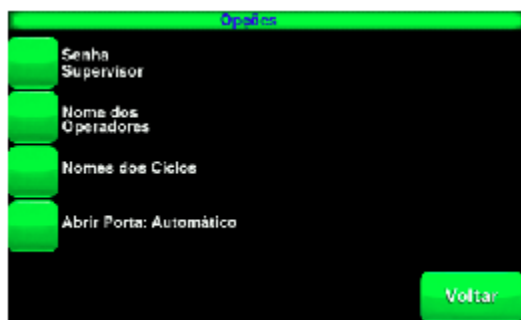 Opções
Senha
Supervisor
Nome dos
Operadores
Nomes dos Ciclos
Abrir Porta: Automático
Voltar